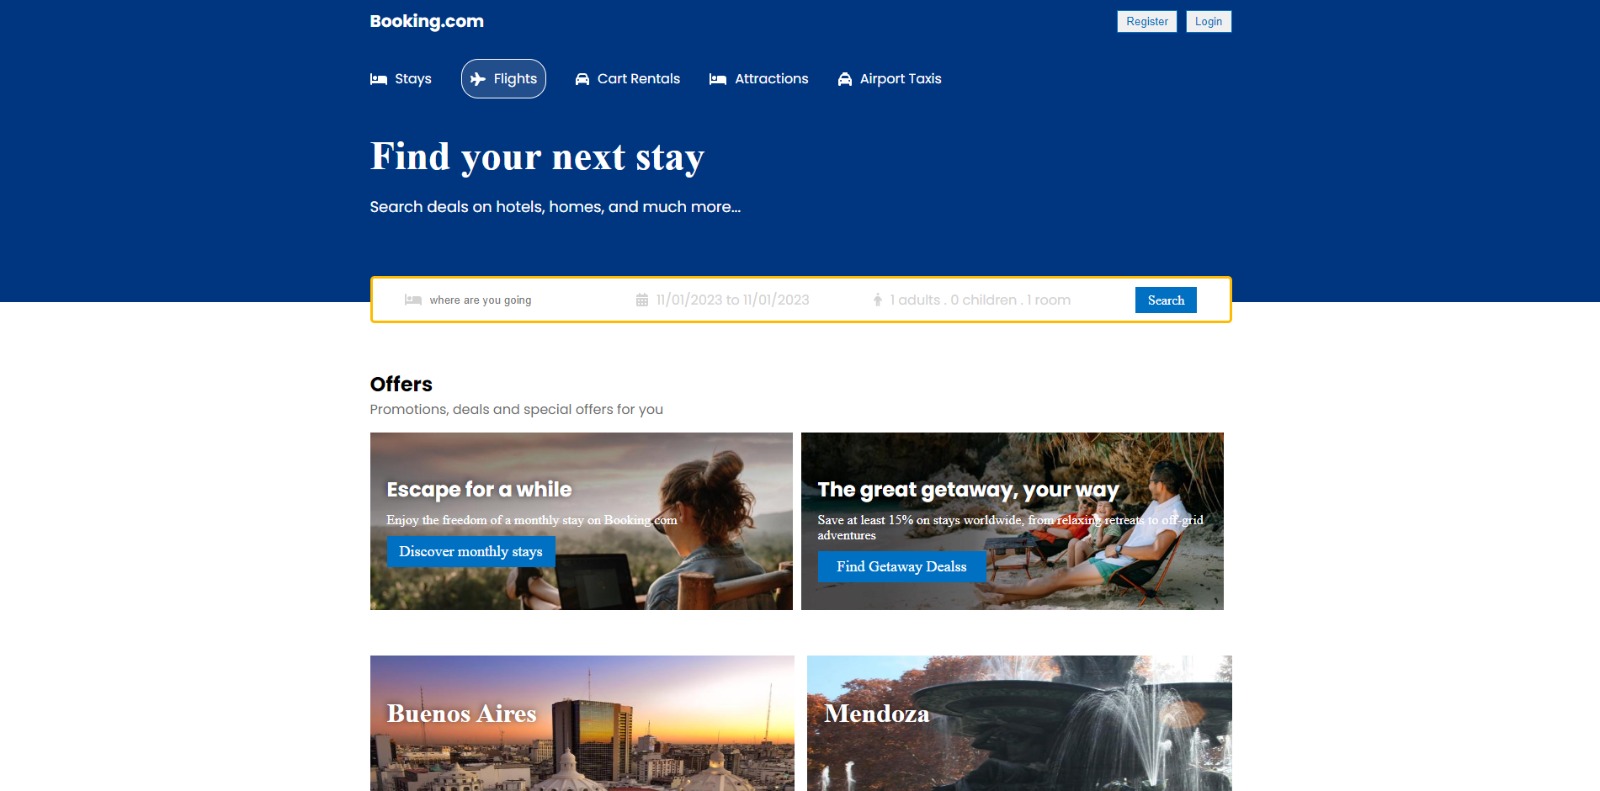 Booking.com
Register
Login
Stays
Flights
Cart Rentals
Attractions
Airport Taxis
Find your next stay
Search deals on hotels, homes, and much more...
where are you going
11/01/2023 to 11/01/2023
1 adults . 0 children . 1 room
Search
Offers
Promotions, deals and special offers for you
Escape for a while
Enjoy the freedom of a monthly stay on Booking.com
Discover monthly stays
The great getaway, your way
Save at least 15% on stays worldwide, from relaxing retreats to off-grid
adventures
Find Getaway Dealss
Buenos Aires
Mendoza